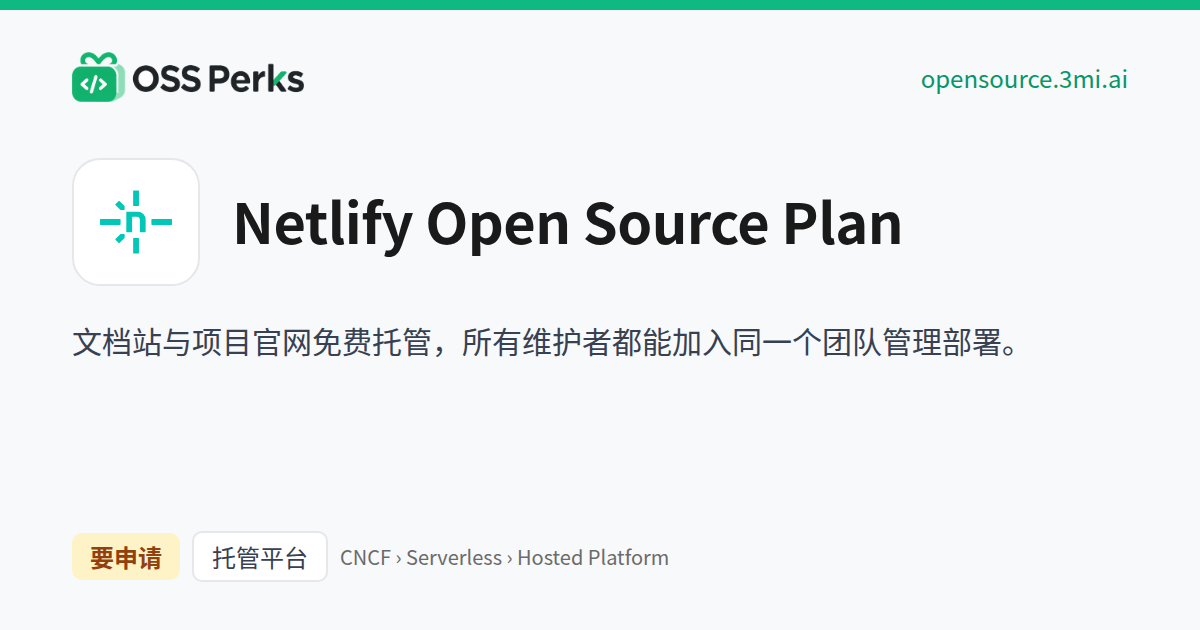 OSS Perks
opensource.3mi.ai
Netlify Open Source Plan
文档站与项目官网免费托管，所有维护者都能加入同一个团队管理部署。
要申请
托管平台
CNCF › Serverless › Hosted Platform